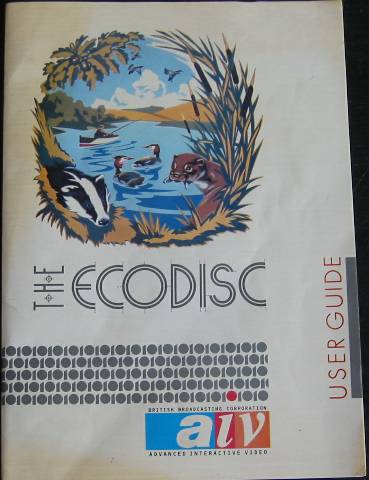 THE ECODISC
USER GUIDE
BRITISH BROADCASTING CORPORATION
aiv
ADVANCED INTERACTIVE VIDEO